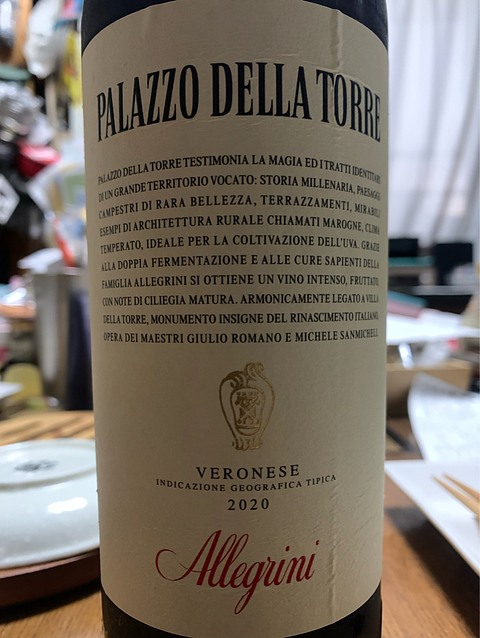 PALAZZO DELLA TORRE
PALAZZO DELLA TORRE TESTIMONIA LA MAGIA ED I TRATTI IDENTITARI
DI UN GRANDE TERRITORIO VOCATO: STORIA MILLENARIA, PAESAGGI
CAMPESTRI DI RARA BELLEZZA, TERRAZZAMENTI, MIRABILI
ESEMPI DI ARCHITETTURA RURALE CHIAMATI MAROGNE, CLIMA
TEMPERATO, IDEALE PER LA COLTIVAZIONE DELL'UVA. GRAZIE
ALLA DOPPIA FERMENTAZIONE E ALLE CURE SAPIENTI DELLA
FAMIGLIA ALLEGRINI SI OTTIENE UN VINO INTENSO, FRUTTATO,
CON NOTE DI CILIEGIA MATURA. ARMONICAMENTE LEGATO A VILLA
DELLA TORRE, MONUMENTO INSIGNE DEL RINASCIMENTO ITALIANO,
OPERA DEI MAESTRI GIULIO ROMANO E MICHELE SANMICHELI.
VERONESE
INDICAZIONE GEOGRAFICA TIPICA
2020
Allegrini